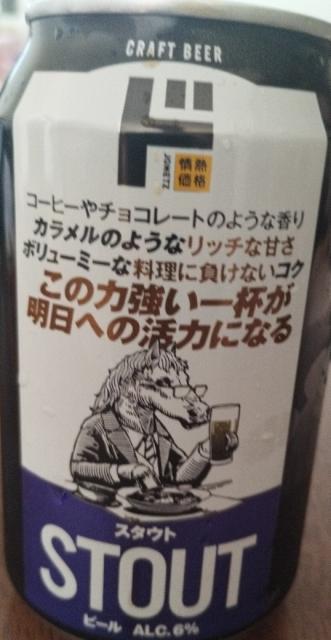 CRAFT BEER
ド
JONETZ
情熱
価格
コーヒーやチョコレートのような香り
カラメルのようなリッチな甘さ
ボリューミーな料理に負けないコク
この力強い一杯が
明日への活力になる
スタウト
STOUT
ビール ALC.6%